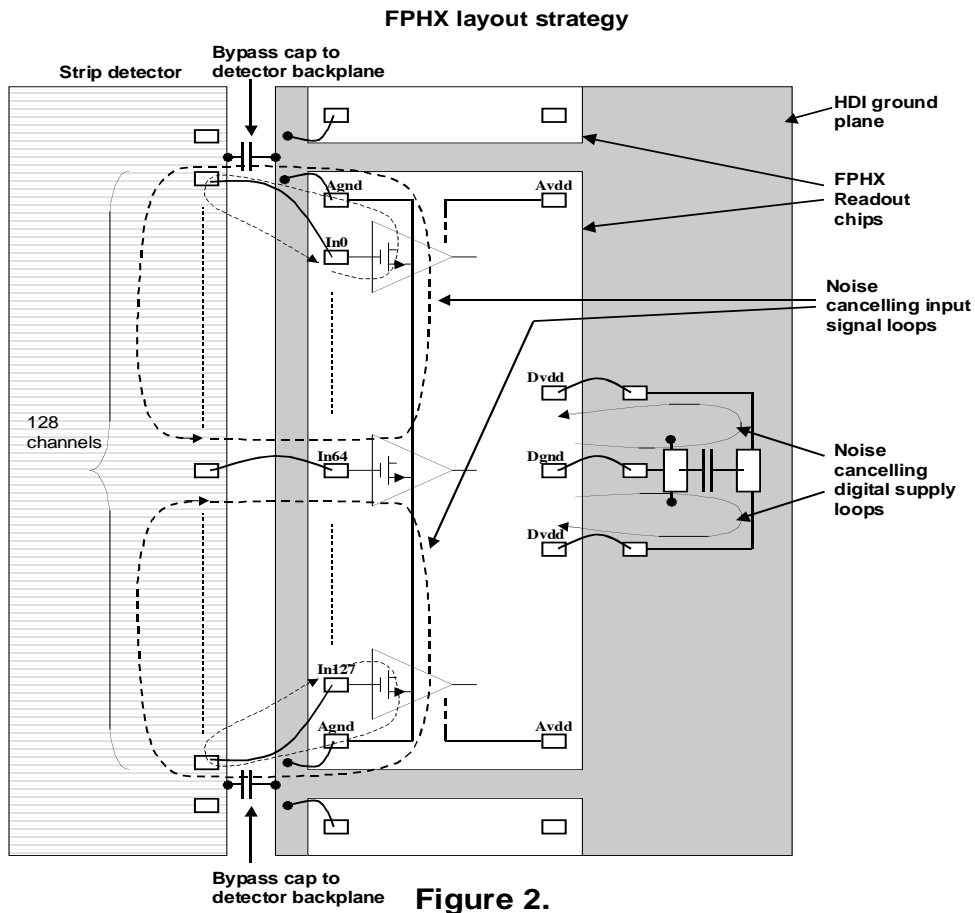 FPHX layout strategy
Bypass cap to
detector backplane
Strip detector
HDI ground
plane
FPHX
Readout
chips
Agnd
Avdd
In0
Noise
cancelling input
signal loops
Dvdd
128
channels
In64
Dgnd
Noise
cancelling
digital supply
loops
Dvdd
In127
Agnd
Avdd
Bypass cap to
detector backplane
Figure 2.